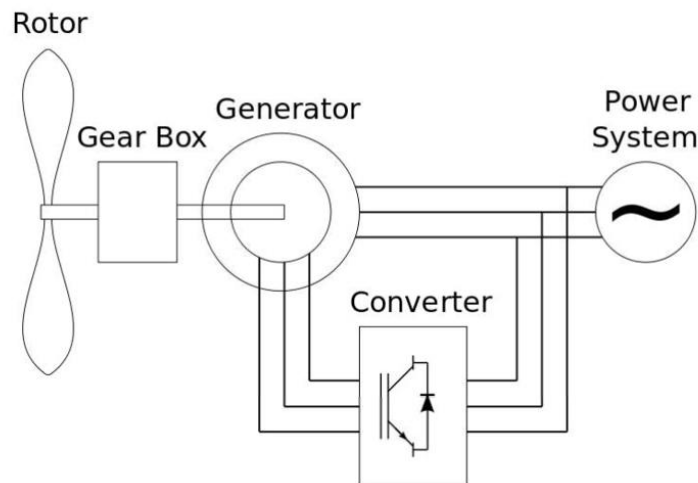 Rotor
Gear Box
Generator
Power
System
Converter